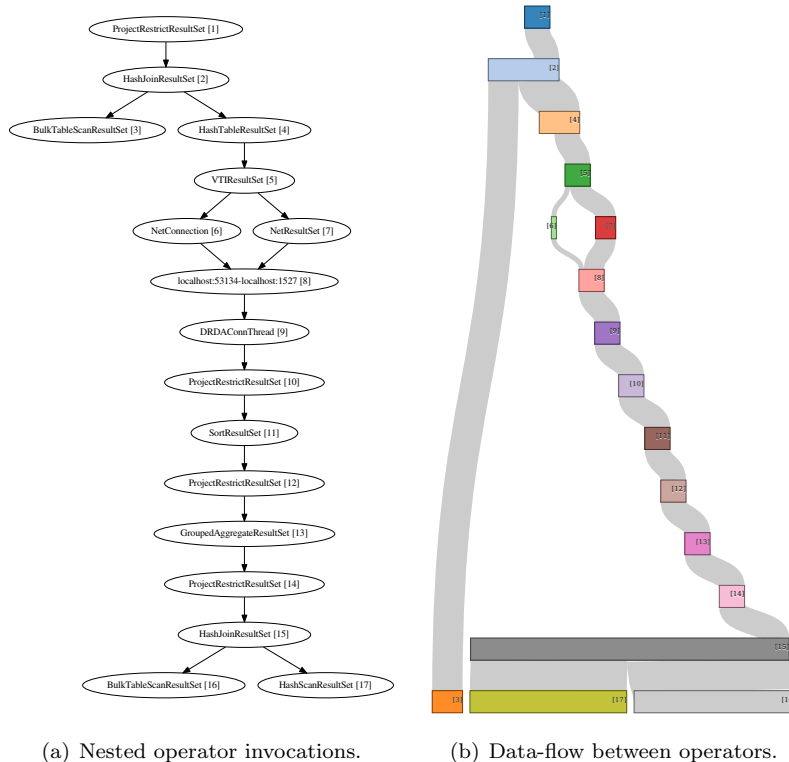 ProjectRestrictResultSet [1]
HashJoinResultSet [2]
BulkTableScanResultSet [3]
HashTableResultSet [4]
VTIResultSet [5]
NetConnection [6]
NetResultSet [7]
localhost:53134-localhost:1527 [8]
DRDAConnThread [9]
ProjectRestrictResultSet [10]
SortResultSet [11]
ProjectRestrictResultSet [12]
GroupedAggregateResultSet [13]
ProjectRestrictResultSet [14]
HashJoinResultSet [15]
BulkTableScanResultSet [16]
HashScanResultSet [17]
(a) Nested operator invocations.
[1]
[2]
[4]
[5]
[6]
[7]
[8]
[9]
[10]
[11]
[12]
[13]
[14]
[15]
[3]
[17]
(b) Data-flow between operators.